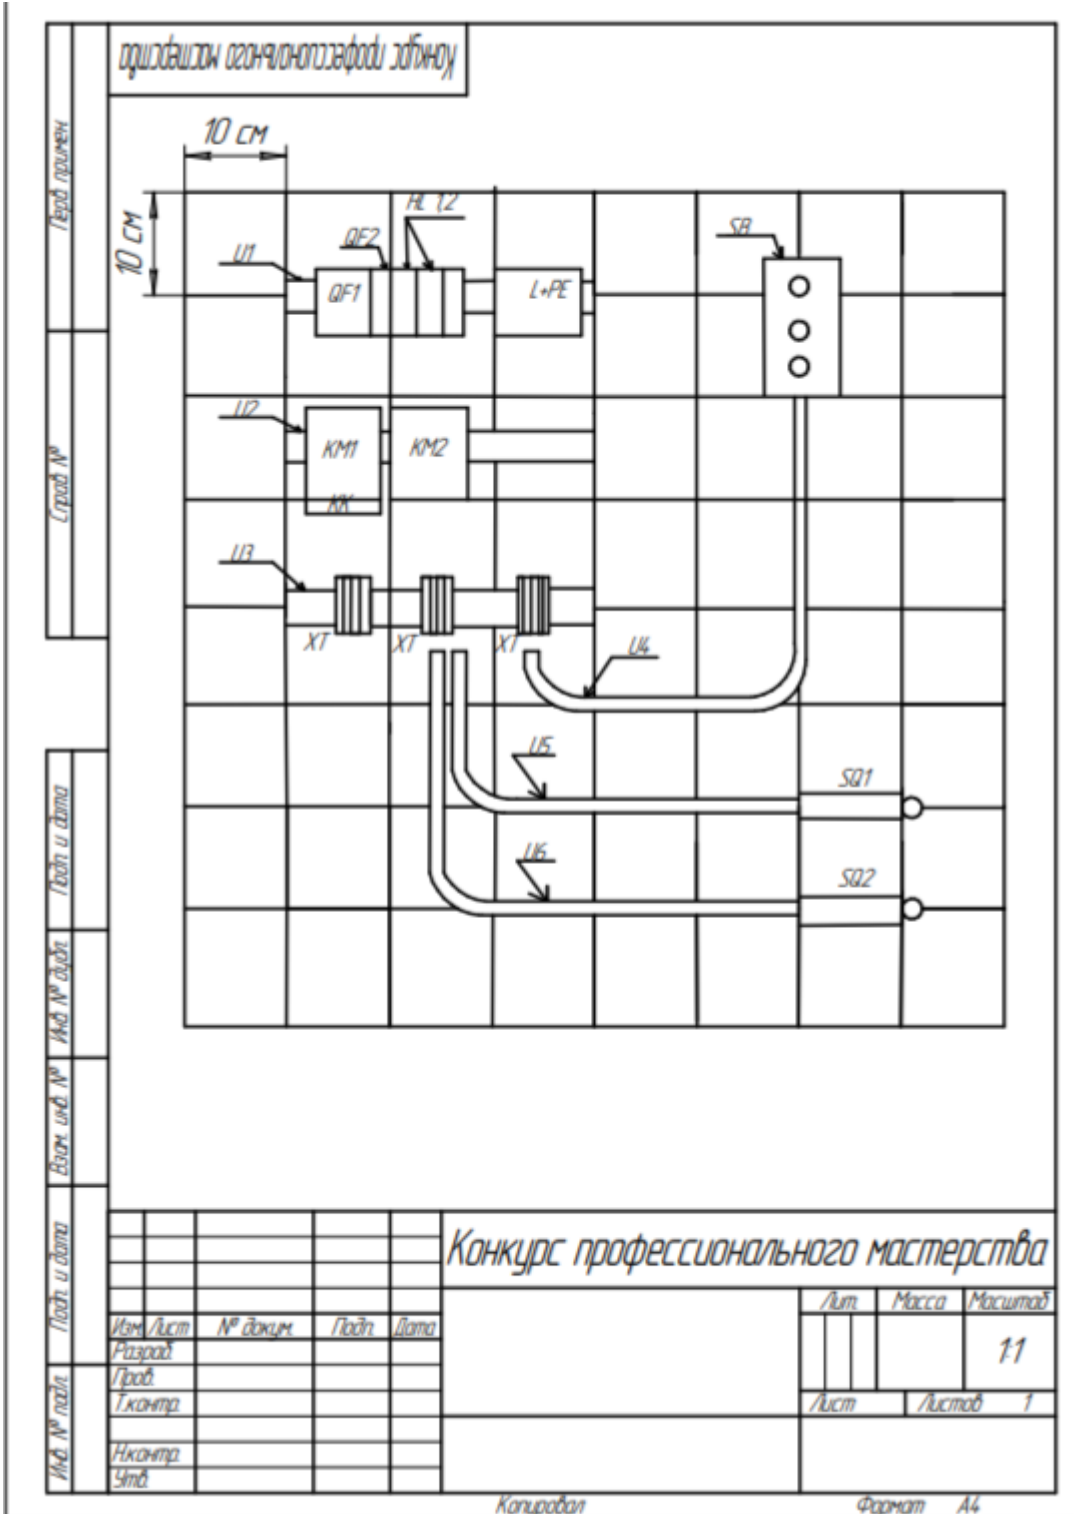 Конкурс профессионального мастерства
10 см
10 см
HL 1,2
QF2
SB
U1
QF1
L+PE
U2
KM1
KM2
KK
U3
XT
XT
XT
U4
U5
SQ1
U6
SQ2
Перв примен
Справ №
Подп и дата
Инв № дубл.
Взам. инв. №
Подп. и дата
Инв. № подл.
Конкурс профессионального мастерства
Лит. Масса Масштаб
Изм. Лист № докум. Подп. Дата
1:1
Разраб.
Пров.
Т.контр.
Лист Листов 1
Н.контр.
Утв.
Копировал Формат А4